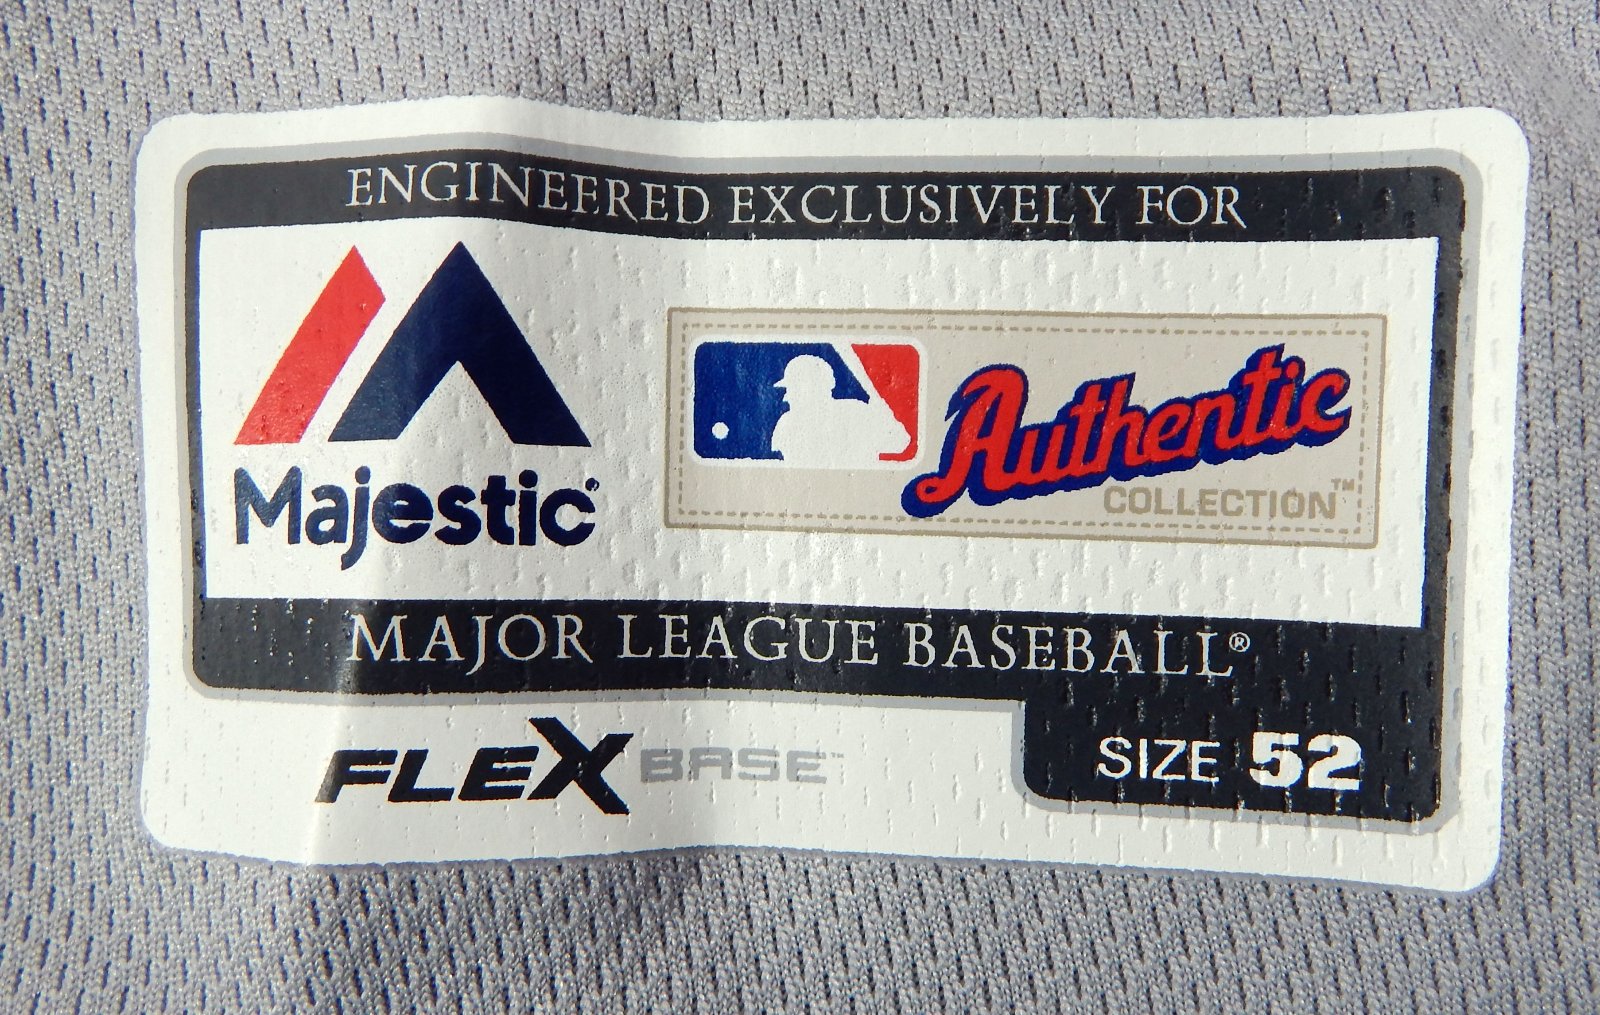 ENGINEERED EXCLUSIVELY FOR
Majestic®
Authentic
COLLECTION™
MAJOR LEAGUE BASEBALL®
FLEX BASE™
SIZE 52